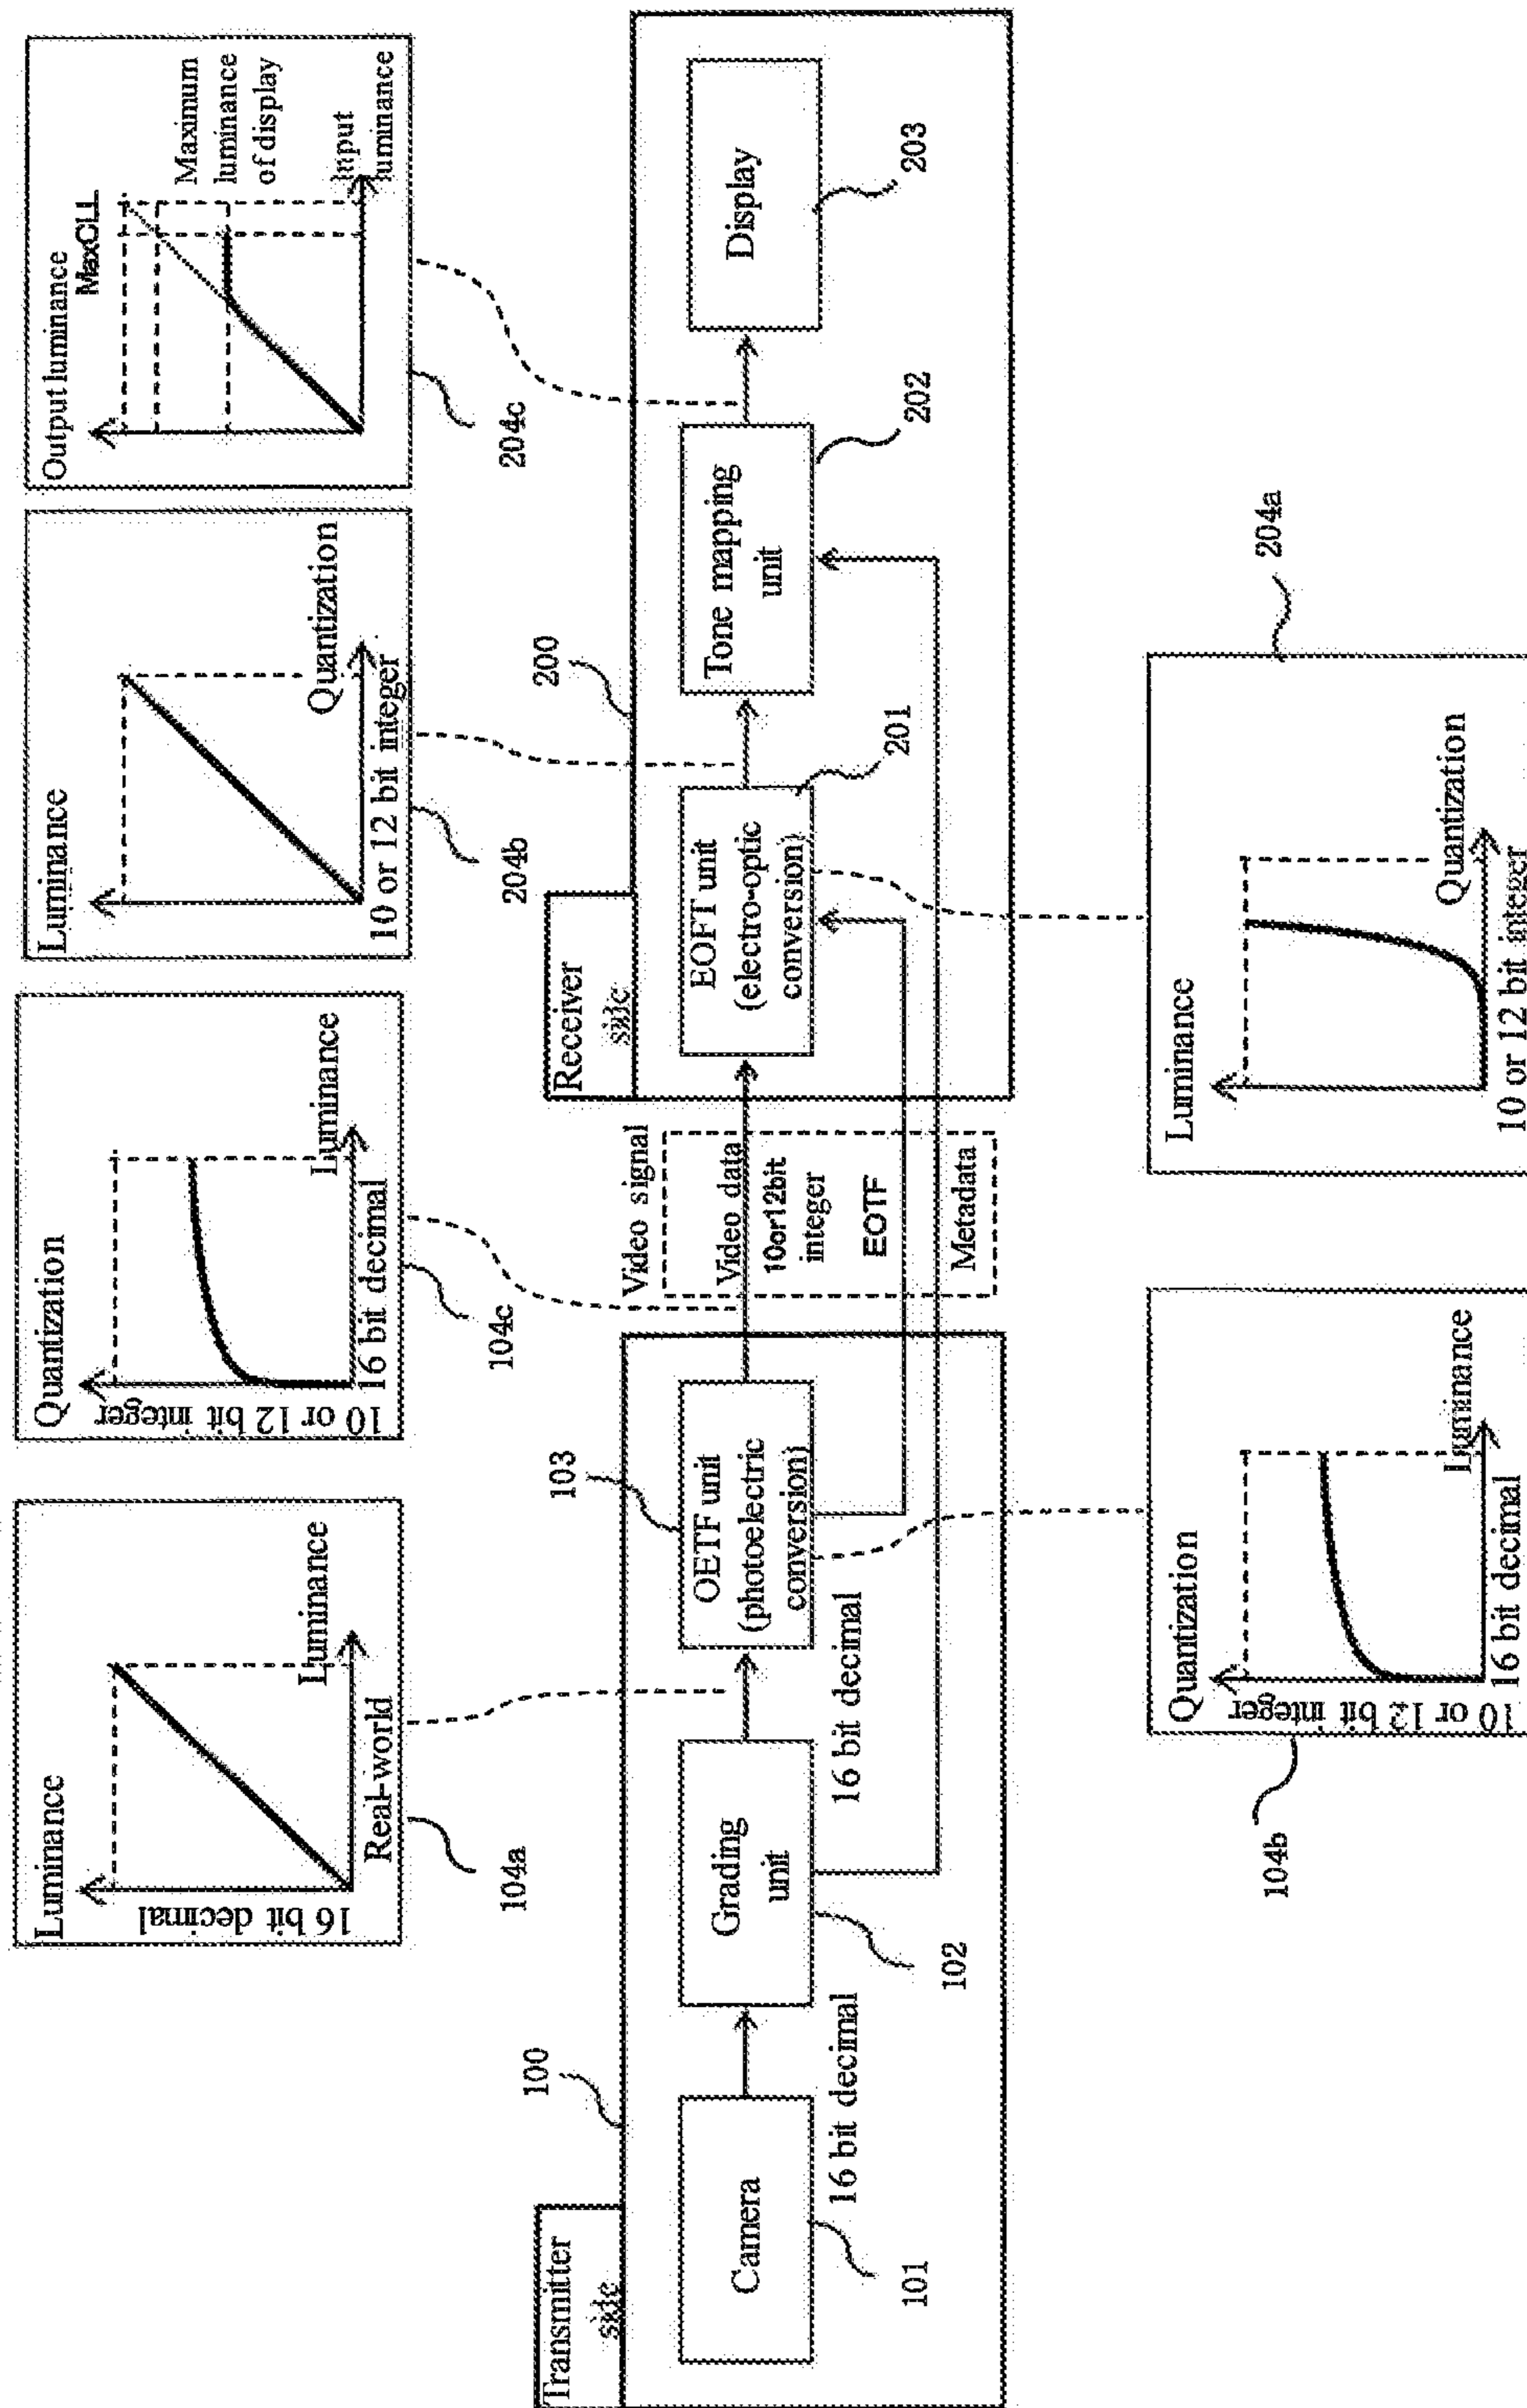 Luminance
16 bit decimal
Luminance
Real-world
104a
Quantization
10 or 12 bit integer
Luminance
16 bit decimal
104c
Luminance
Quantization
10 or 12 bit integer
204b
Output luminance
MaxCLL
Maximum
luminance
of display
Input
luminance
204c
Transmitter
side
100
Camera
101
16 bit decimal
Grading
unit
102
16 bit decimal
103
OETF unit
(photoelectric
conversion)
Video signal
Video data
10or12bit
integer
EOTF
Metadata
Receiver
side
200
EOFT unit
(electro-optic
conversion)
201
Tone mapping
unit
202
Display
203
104b
Quantization
10 or 12 bit integer
Luminance
16 bit decimal
Luminance
Quantization
10 or 12 bit integer
204a